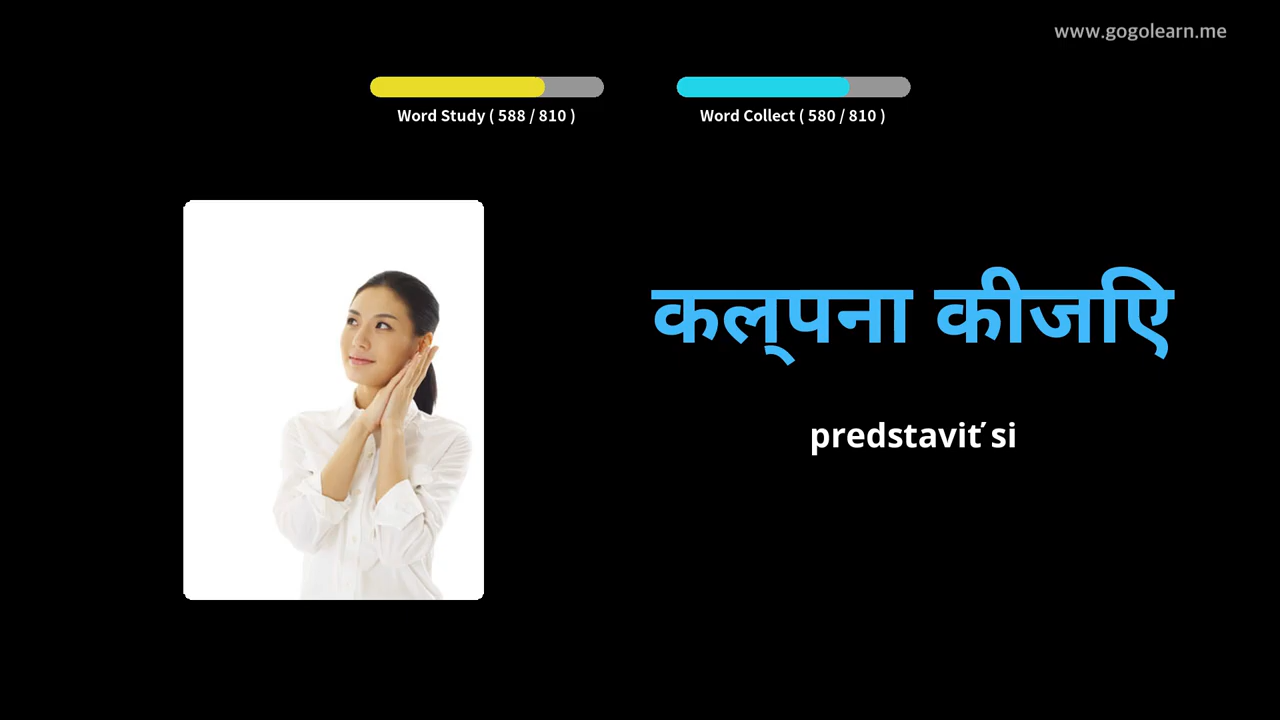 www.gogolearn.me
Word Study ( 588 / 810 )
Word Collect ( 580 / 810 )
कल्पना कीजिए
predstaviť si